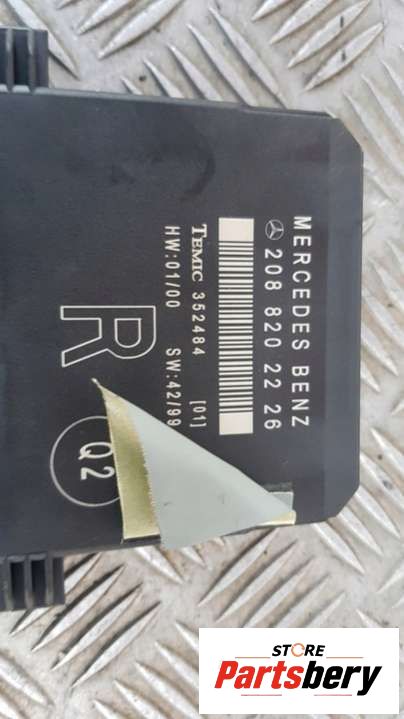 MERCEDES BENZ
208 820 22 26
TEMIC 352484 [01]
HW:01/00 SW:42/99
R
Q2
STORE
Partsbery